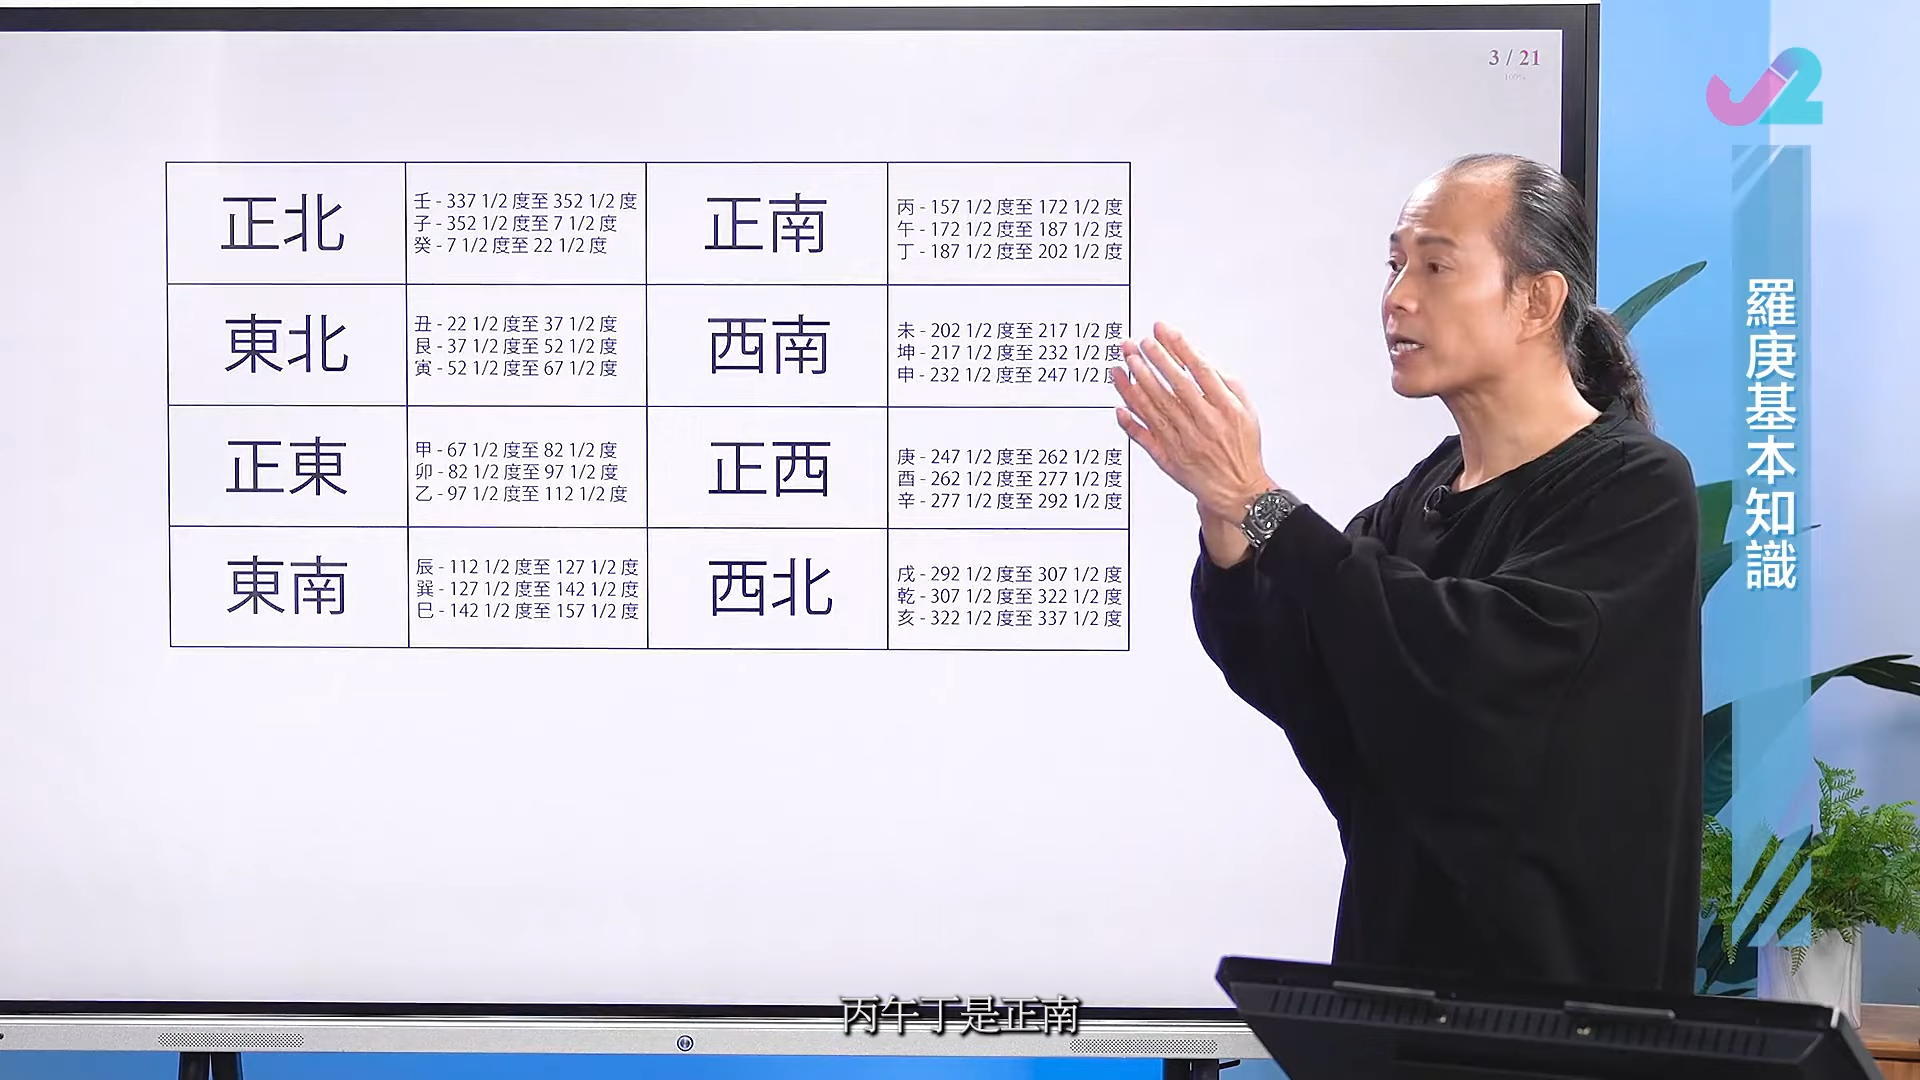 3 / 21
100%
J2
正北
壬 - 337 1/2 度至 352 1/2 度
子 - 352 1/2 度至 7 1/2 度
癸 - 7 1/2 度至 22 1/2 度
正南
丙 - 157 1/2 度至 172 1/2 度
午 - 172 1/2 度至 187 1/2 度
丁 - 187 1/2 度至 202 1/2 度
東北
丑 - 22 1/2 度至 37 1/2 度
艮 - 37 1/2 度至 52 1/2 度
寅 - 52 1/2 度至 67 1/2 度
西南
未 - 202 1/2 度至 217 1/2 度
坤 - 217 1/2 度至 232 1/2 度
申 - 232 1/2 度至 247 1/2 度
正東
甲 - 67 1/2 度至 82 1/2 度
卯 - 82 1/2 度至 97 1/2 度
乙 - 97 1/2 度至 112 1/2 度
正西
庚 - 247 1/2 度至 262 1/2 度
酉 - 262 1/2 度至 277 1/2 度
辛 - 277 1/2 度至 292 1/2 度
東南
辰 - 112 1/2 度至 127 1/2 度
巽 - 127 1/2 度至 142 1/2 度
巳 - 142 1/2 度至 157 1/2 度
西北
戌 - 292 1/2 度至 307 1/2 度
乾 - 307 1/2 度至 322 1/2 度
亥 - 322 1/2 度至 337 1/2 度
羅庚基本知識
丙午丁是正南